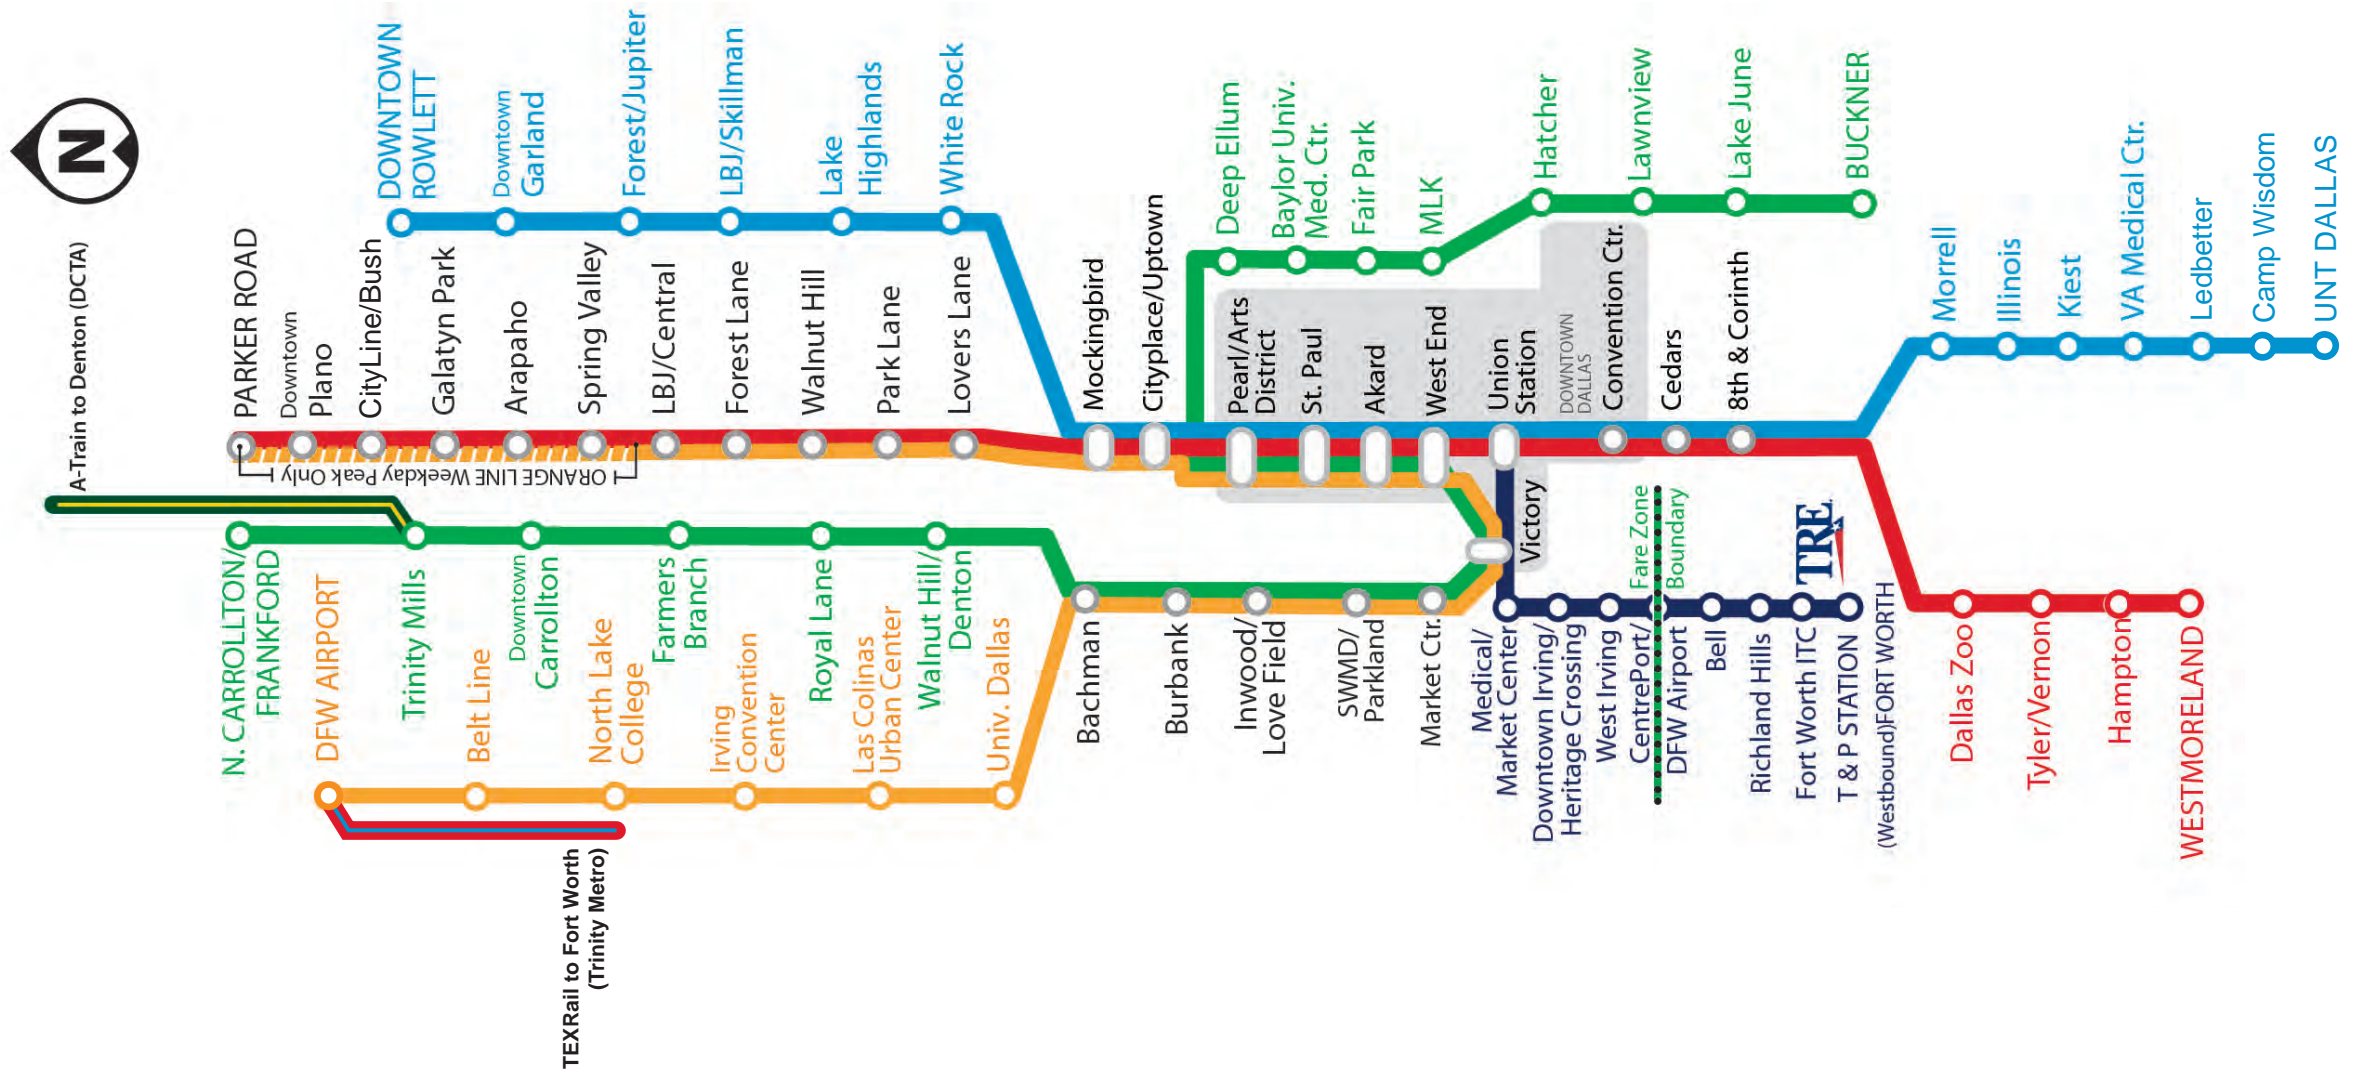 N
A-Train to Denton (DCTA)
DOWNTOWN
ROWLETT
Downtown
Garland
Forest/Jupiter
LBJ/Skillman
Lake
Highlands
White Rock
PARKER ROAD
Downtown
Plano
CityLine/Bush
Galatyn Park
Arapaho
Spring Valley
LBJ/Central
Forest Lane
Walnut Hill
Park Lane
Lovers Lane
ORANGE LINE Weekday Peak Only
Mockingbird
Cityplace/Uptown
Deep Ellum
Baylor Univ.
Med. Ctr.
Fair Park
MLK
Hatcher
Lawnview
Lake June
BUCKNER
Pearl/Arts
District
St. Paul
Akard
West End
Union
Station
DOWNTOWN
DALLAS
Convention Ctr.
Cedars
8th & Corinth
Victory
Morrell
Illinois
Kiest
VA Medical Ctr.
Ledbetter
Camp Wisdom
UNT DALLAS
N. CARROLLTON/
FRANKFORD
DFW AIRPORT
Trinity Mills
Belt Line
Downtown
Carrollton
North Lake
College
Farmers
Branch
Irving
Convention
Center
Royal Lane
Las Colinas
Urban Center
Walnut Hill/
Denton
Univ. Dallas
Bachman
Burbank
Inwood/
Love Field
SWMD/
Parkland
Market Ctr.
Medical/
Market Center
Downtown Irving/
Heritage Crossing
West Irving
CentrePort/
DFW Airport
Fare Zone
Boundary
Bell
Richland Hills
Fort Worth ITC
T & P STATION
(Westbound)FORT WORTH
TRE
Dallas Zoo
Tyler/Vernon
Hampton
WESTMORELAND
TEXRail to Fort Worth
(Trinity Metro)